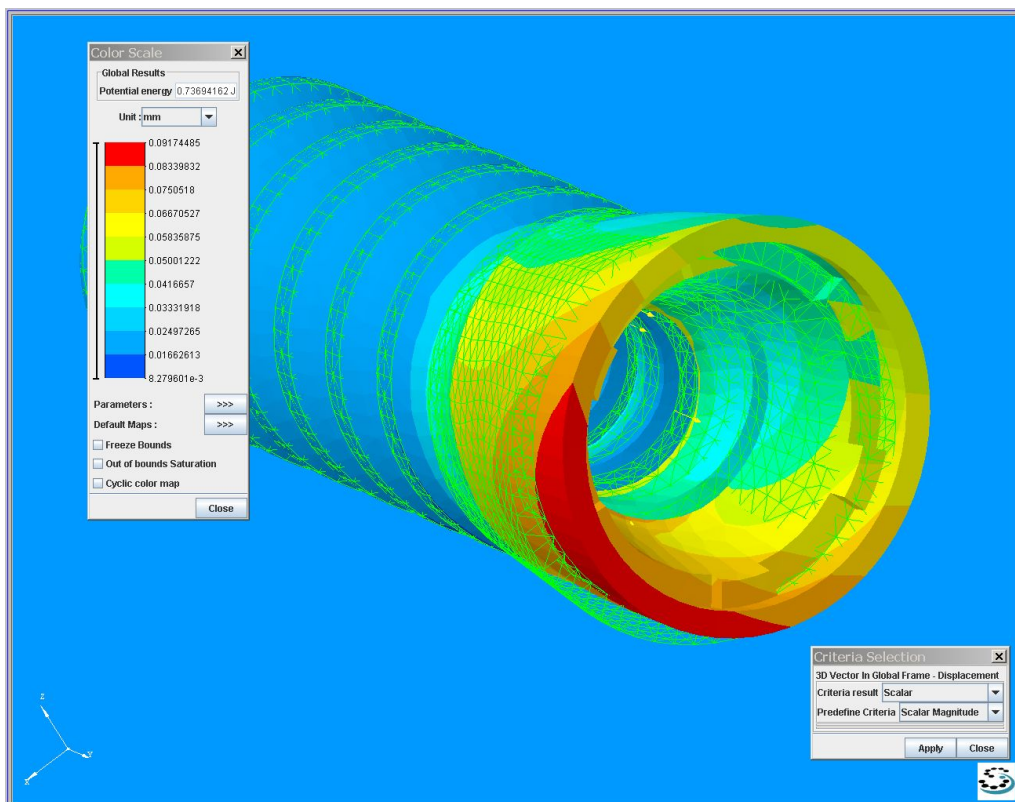 Color Scale
Global Results
Potential energy 0.73694162 J
Unit : mm
0.09174485
0.08339832
0.0750518
0.06670527
0.05835875
0.05001222
0.0416657
0.03331918
0.02497265
0.01662613
8.279601e-3
Parameters : >>>
Default Maps : >>>
Freeze Bounds
Out of bounds Saturation
Cyclic color map
Close
Criteria Selection
3D Vector In Global Frame - Displacement
Criteria result Scalar
Predefine Criteria Scalar Magnitude
Apply Close
z
Y
X